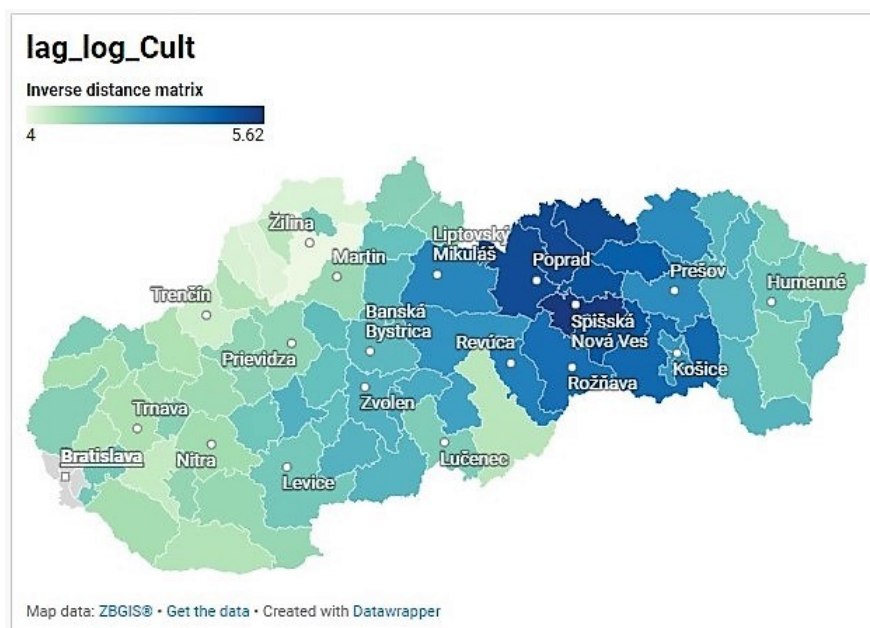 lag_log_Cult
Inverse distance matrix
4 5.62
Žilina
Liptovský
Mikuláš
Poprad
Martin
Prešov
Humenné
Trenčín
Banská
Bystrica
Spišská
Nová Ves
Prievidza
Revúca
Košice
Rožňava
Zvolen
Trnava
Bratislava
Nitra
Lučenec
Levice
Map data: ZBGIS® • Get the data • Created with Datawrapper